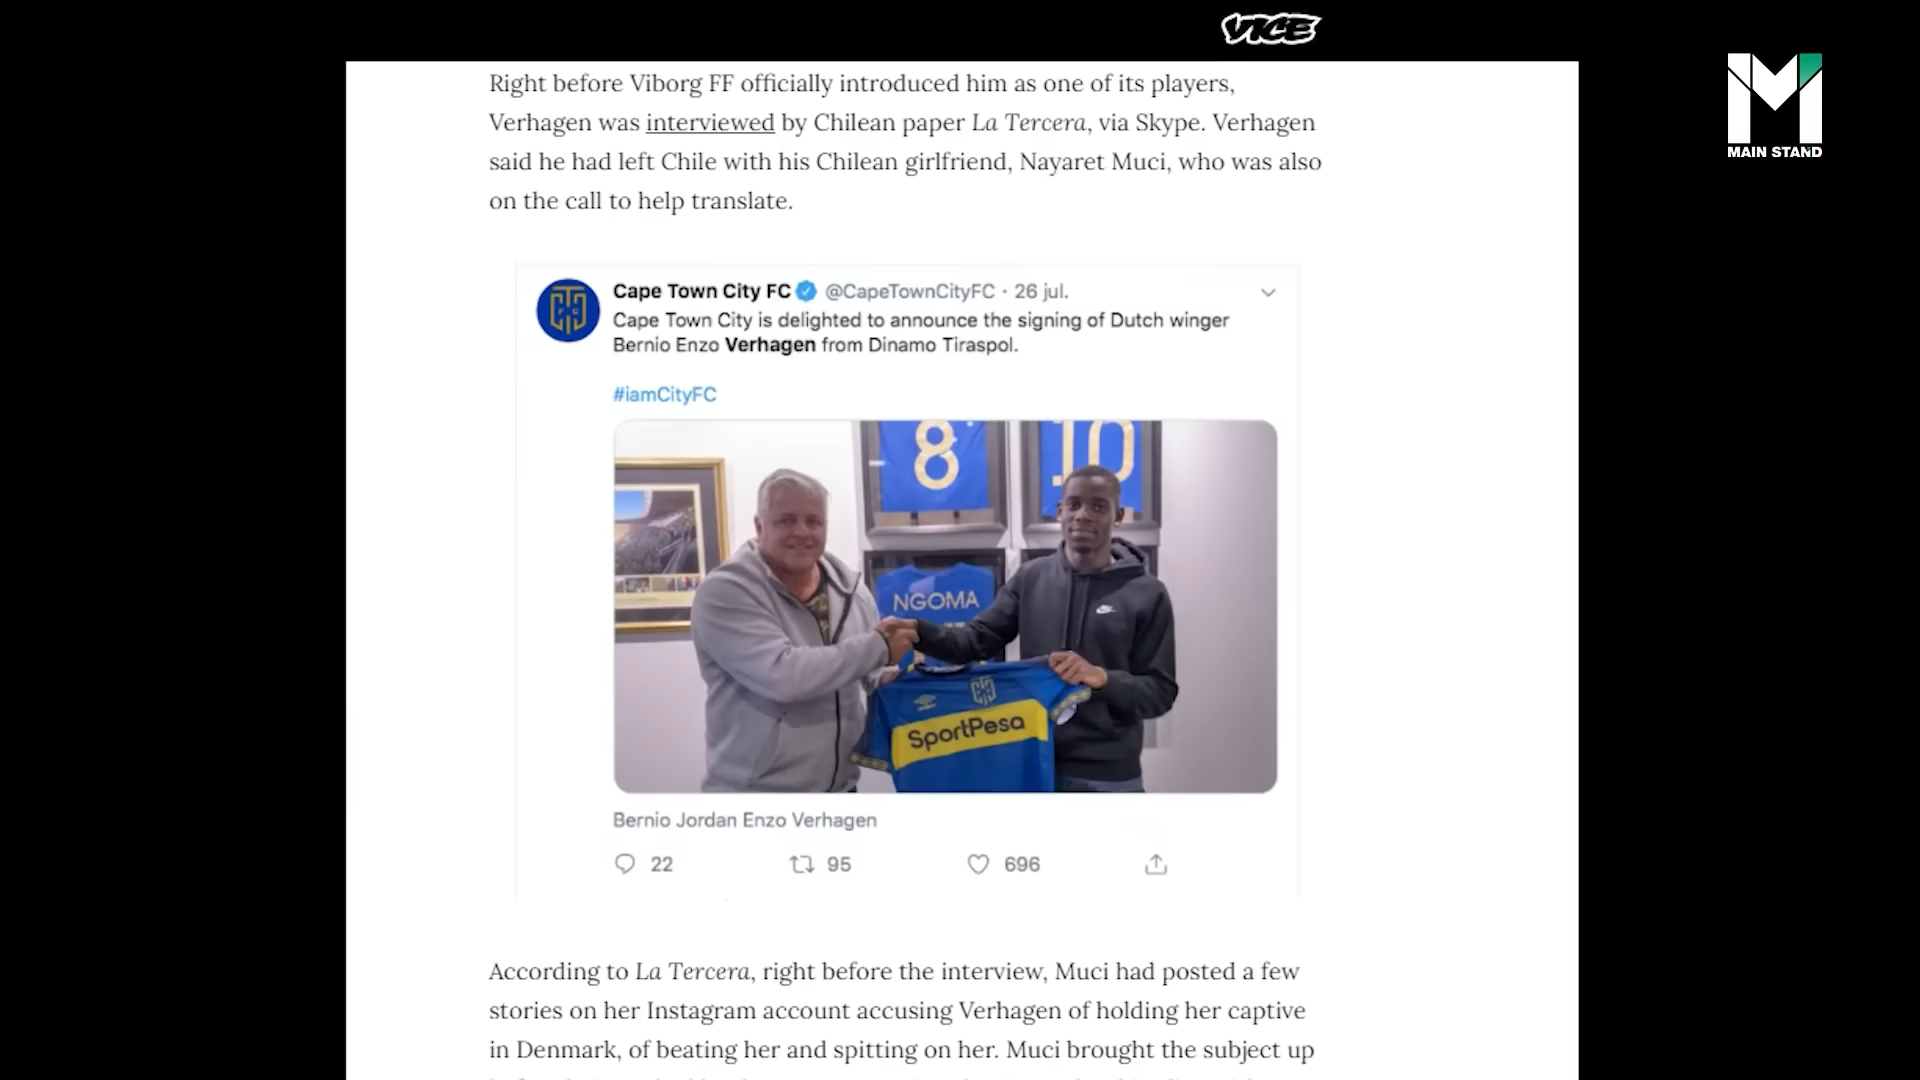 VICE
MAIN STAND
Right before Viborg FF officially introduced him as one of its players,
Verhagen was interviewed by Chilean paper La Tercera, via Skype. Verhagen
said he had left Chile with his Chilean girlfriend, Nayaret Muci, who was also
on the call to help translate.
Cape Town City FC @CapeTownCityFC · 26 jul.
Cape Town City is delighted to announce the signing of Dutch winger
Bernio Enzo Verhagen from Dinamo Tiraspol.
#iamCityFC
8
10
NGOMA
SportPesa
Bernio Jordan Enzo Verhagen
22 95 696
According to La Tercera, right before the interview, Muci had posted a few
stories on her Instagram account accusing Verhagen of holding her captive
in Denmark, of beating her and spitting on her. Muci brought the subject up